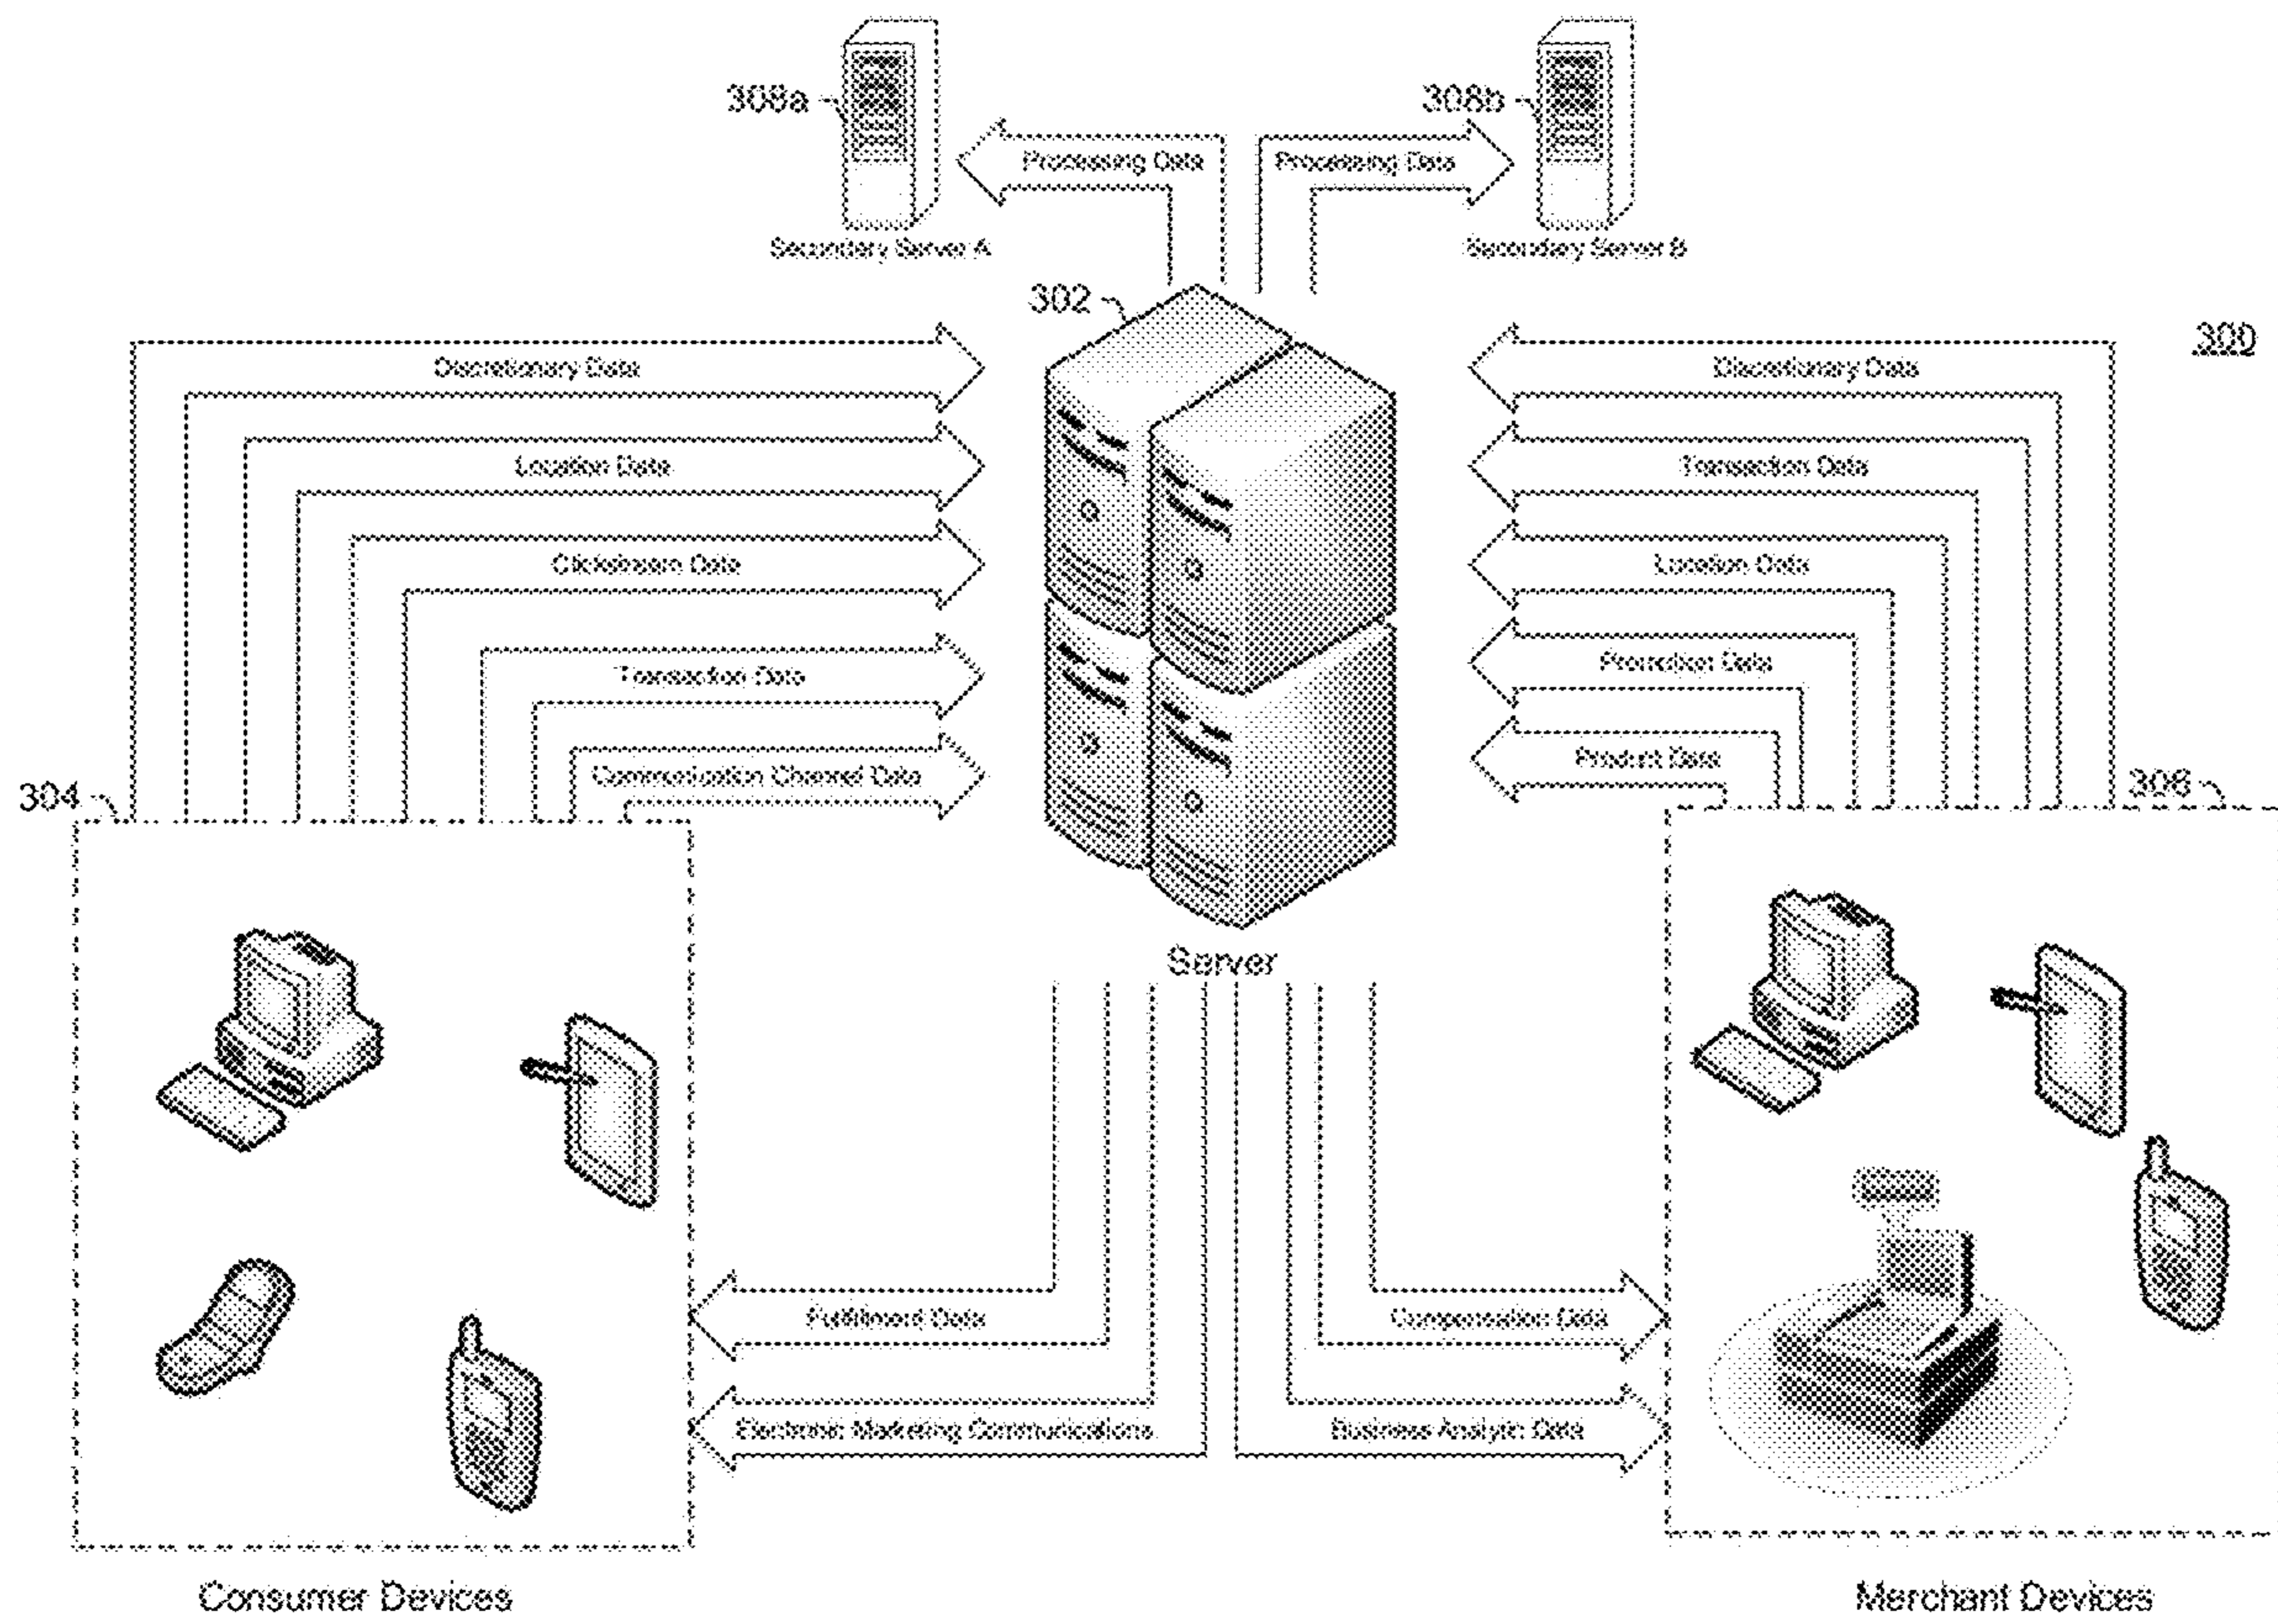 308a
308b
Processing Data
Processing Data
Secondary Server A
Secondary Server B
302
300
Discretionary Data
Discretionary Data
Location Data
Transaction Data
Clickstream Data
Location Data
Transaction Data
Promotion Data
Communication Channel Data
Product Data
304
306
Server
Fulfillment Data
Compensation Data
Electronic Marketing Communications
Business Analytic Data
Consumer Devices
Merchant Devices